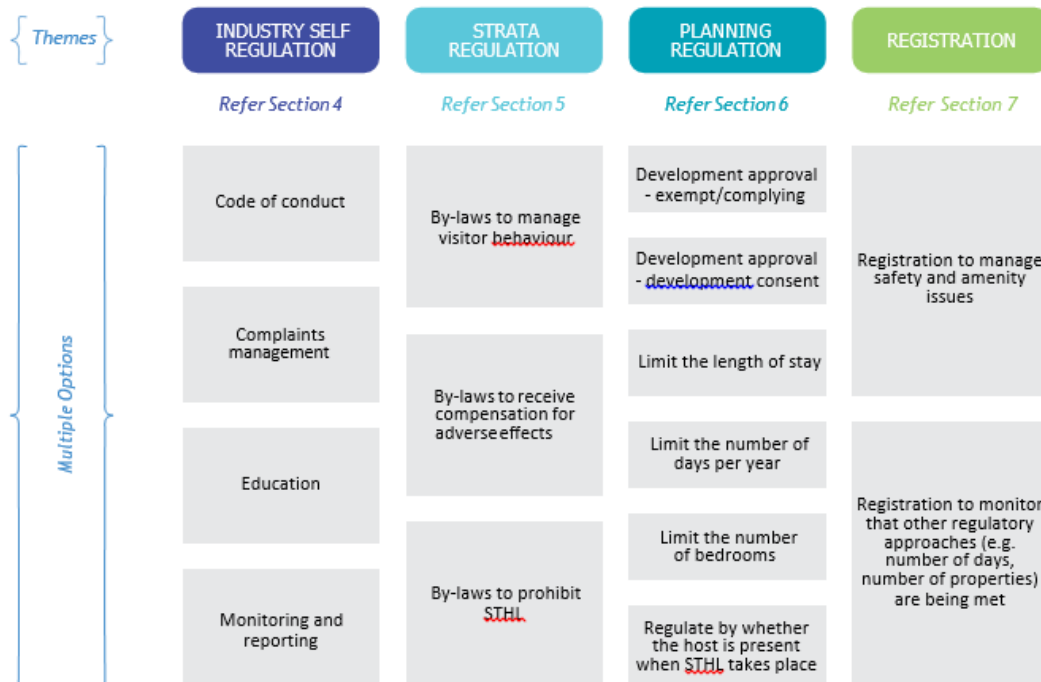 Themes
INDUSTRY SELF
REGULATION
STRATA
REGULATION
PLANNING
REGULATION
REGISTRATION
Refer Section 4
Refer Section 5
Refer Section 6
Refer Section 7
Multiple Options
Code of conduct
Complaints
management
Education
Monitoring and
reporting
By-laws to manage
visitor behaviour
By-laws to receive
compensation for
adverse effects
By-laws to prohibit
STHL
Development approval
- exempt/complying
Development approval
- development consent
Limit the length of stay
Limit the number of
days per year
Limit the number
of bedrooms
Regulate by whether
the host is present
when STHL takes place
Registration to manage
safety and amenity
issues
Registration to monitor
that other regulatory
approaches (e.g.
number of days,
number of properties)
are being met